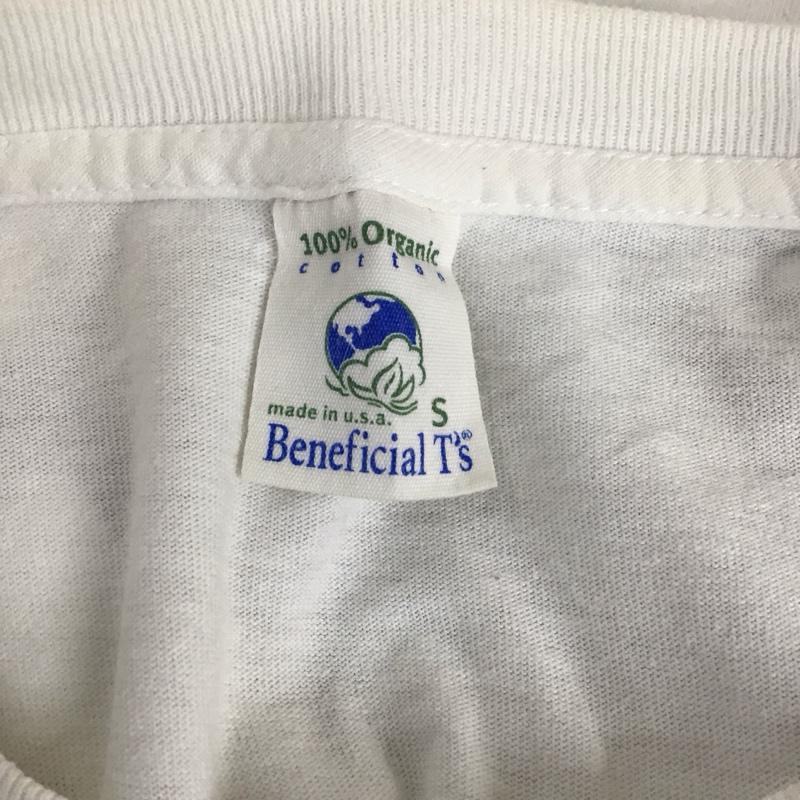 100% Organic
cotton
made in u.s.a. S
Beneficial T's®